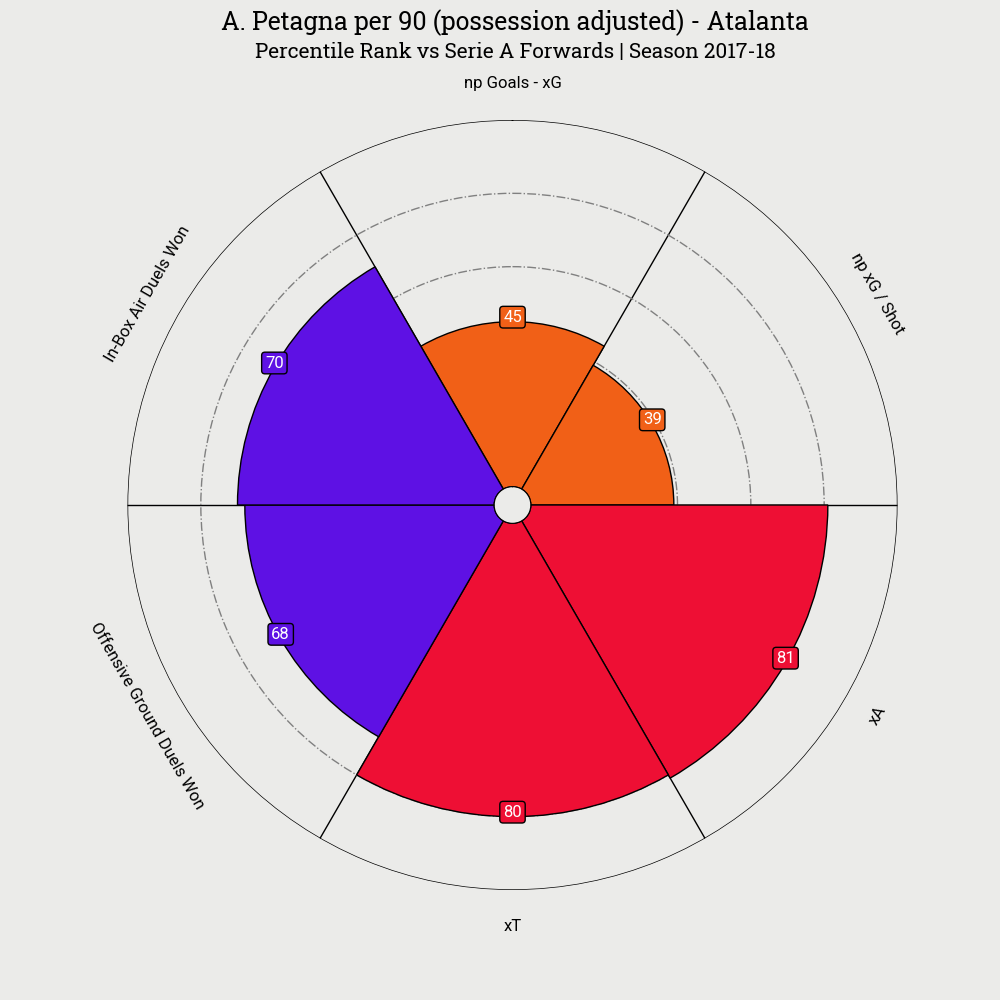 A. Petagna per 90 (possession adjusted) - Atalanta
Percentile Rank vs Serie A Forwards | Season 2017-18
np Goals - xG
In-Box Air Duels Won
np xG / Shot
45
70
39
68
81
Offensive Ground Duels Won
xA
80
xT